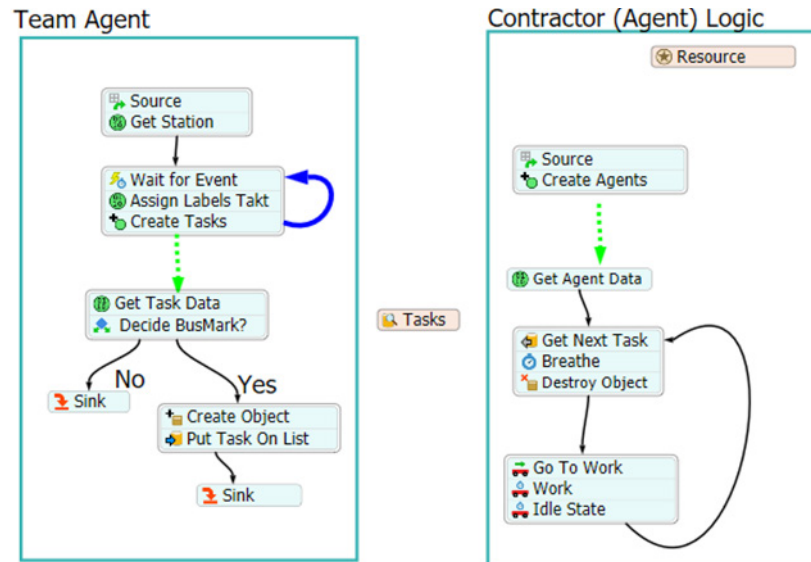 Team Agent
Source
Get Station
Wait for Event
Assign Labels Takt
Create Tasks
Get Task Data
Decide BusMark?
No
Yes
Sink
Create Object
Put Task On List
Sink
Tasks
Contractor (Agent) Logic
Resource
Source
Create Agents
Get Agent Data
Get Next Task
Breathe
Destroy Object
Go To Work
Work
Idle State